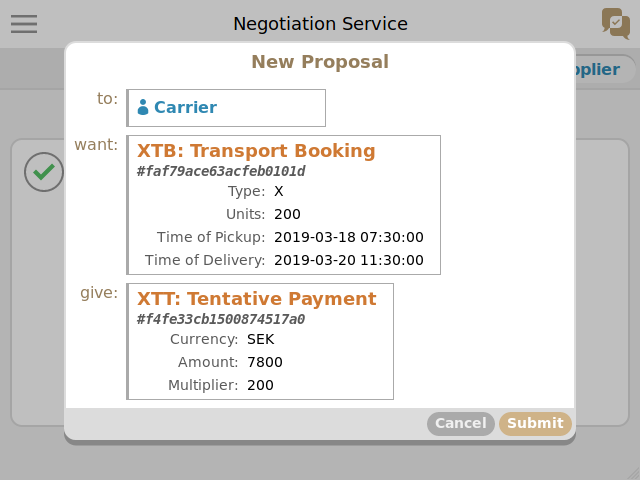 Negotiation Service
pplier
New Proposal
to: Carrier
want: XTB: Transport Booking
#faf79ace63acfeb0101d
Type: X
Units: 200
Time of Pickup: 2019-03-18 07:30:00
Time of Delivery: 2019-03-20 11:30:00
give: XTT: Tentative Payment
#f4fe33cb1500874517a0
Currency: SEK
Amount: 7800
Multiplier: 200
Cancel Submit